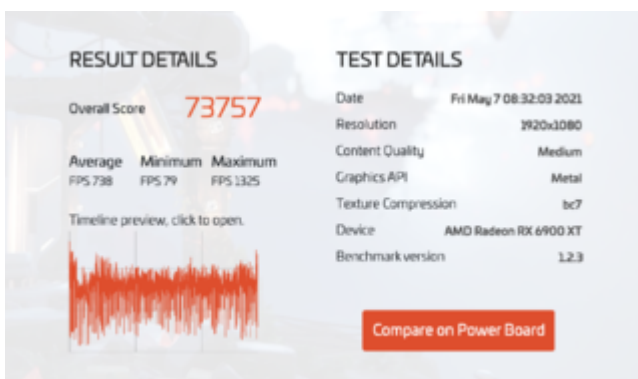 RESULT DETAILS
Overall Score 73757
Average Minimum Maximum
FPS 738 FPS 79 FPS 1325
Timeline preview, click to open.
TEST DETAILS
Date Fri May 7 08:32:03 2021
Resolution 1920x1080
Content Quality Medium
Graphics API Metal
Texture Compression bc7
Device AMD Radeon RX 6900 XT
Benchmark version 1.2.3
Compare on Power Board